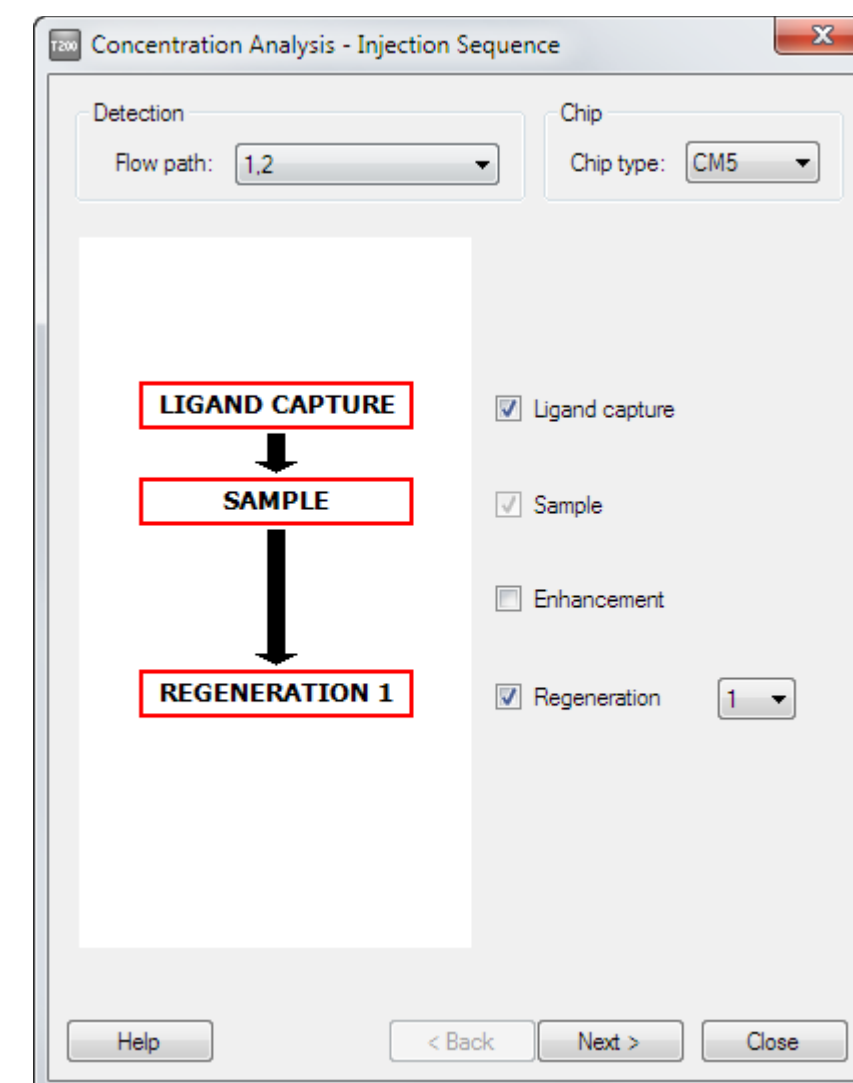 T200 Concentration Analysis - Injection Sequence X
Detection Chip
Flow path: 1,2 Chip type: CM5
LIGAND CAPTURE Ligand capture
SAMPLE Sample
Enhancement
REGENERATION 1 Regeneration 1
Help < Back Next > Close